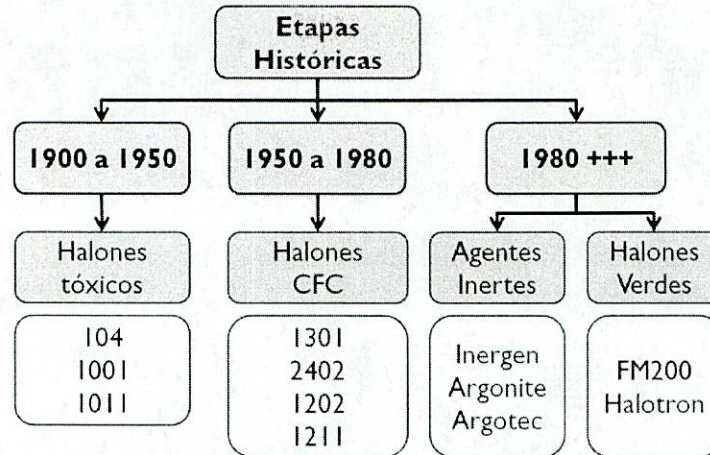 Etapas
Históricas
1900 a 1950
1950 a 1980
1980 +++
Halones
tóxicos
Halones
CFC
Agentes
Inertes
Halones
Verdes
104
1001
1011
1301
2402
1202
1211
Inergen
Argonite
Argotec
FM200
Halotron